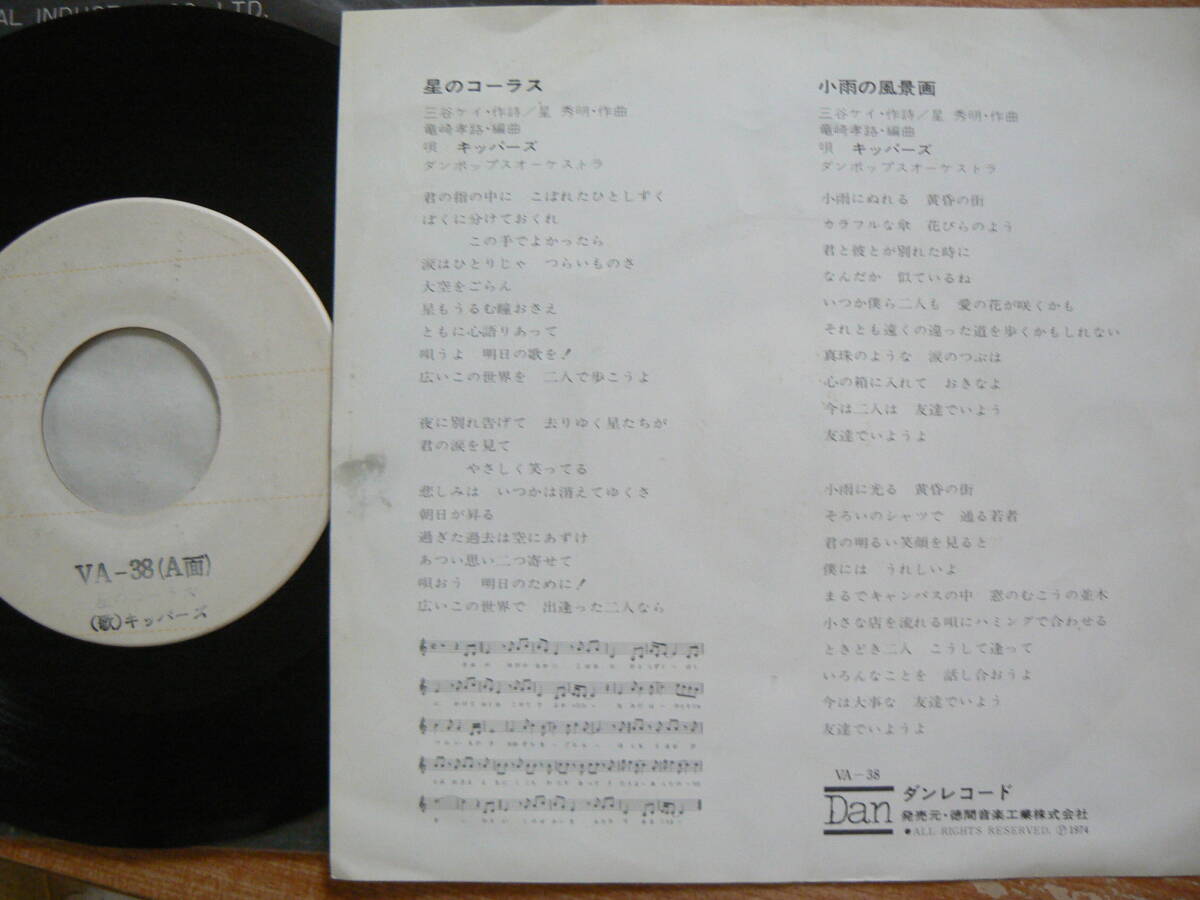 AL INDUST CO., LTD.
VA-38(A面)
星のコーラス
(歌)キッパーズ
星のコーラス
三谷ケイ・作詩/星 秀明・作曲
竜崎孝路・編曲
唄 キッパーズ
ダンポップスオーケストラ
君の指の中に こぼれたひとしずく
ぼくに分けておくれ
この手でよかったら
涙はひとりじゃ つらいものさ
大空をごらん
星もうるむ瞳おさえ
ともに心語りあって
唄うよ 明日の歌を!
広いこの世界を 二人で歩こうよ
夜に別れ告げて 去りゆく星たちが
君の涙を見て
やさしく笑ってる
悲しみは いつかは消えてゆくさ
朝日が昇る
過ぎた過去は空にあずけ
あつい思い二つ寄せて
唄おう 明日のために!
広いこの世界で 出逢った二人なら
小雨の風景画
三谷ケイ・作詩/星 秀明・作曲
竜崎孝路・編曲
唄 キッパーズ
ダンポップスオーケストラ
小雨にぬれる 黄昏の街
カラフルな傘 花びらのよう
君と彼とが別れた時に
なんだか 似ているね
いつか僕ら二人も 愛の花が咲くかも
それとも遠くの違った道を歩くかもしれない
真珠のような 涙のつぶは
心の箱に入れて おきなよ
今は二人は 友達でいよう
友達でいようよ
小雨に光る 黄昏の街
そろいのシャツで 通る若者
君の明るい笑顔を見ると
僕には うれしいよ
まるでキャンバスの中 窓のむこうの並木
小さな店を流れる唄にハミングで合わせる
ときどき二人 こうして逢って
いろんなことを 話し合おうよ
今は大事な 友達でいよう
友達でいようよ
VA-38
Dan
ダンレコード
発売元・徳間音楽工業株式会社
●ALL RIGHTS RESERVED. Ⓟ1974